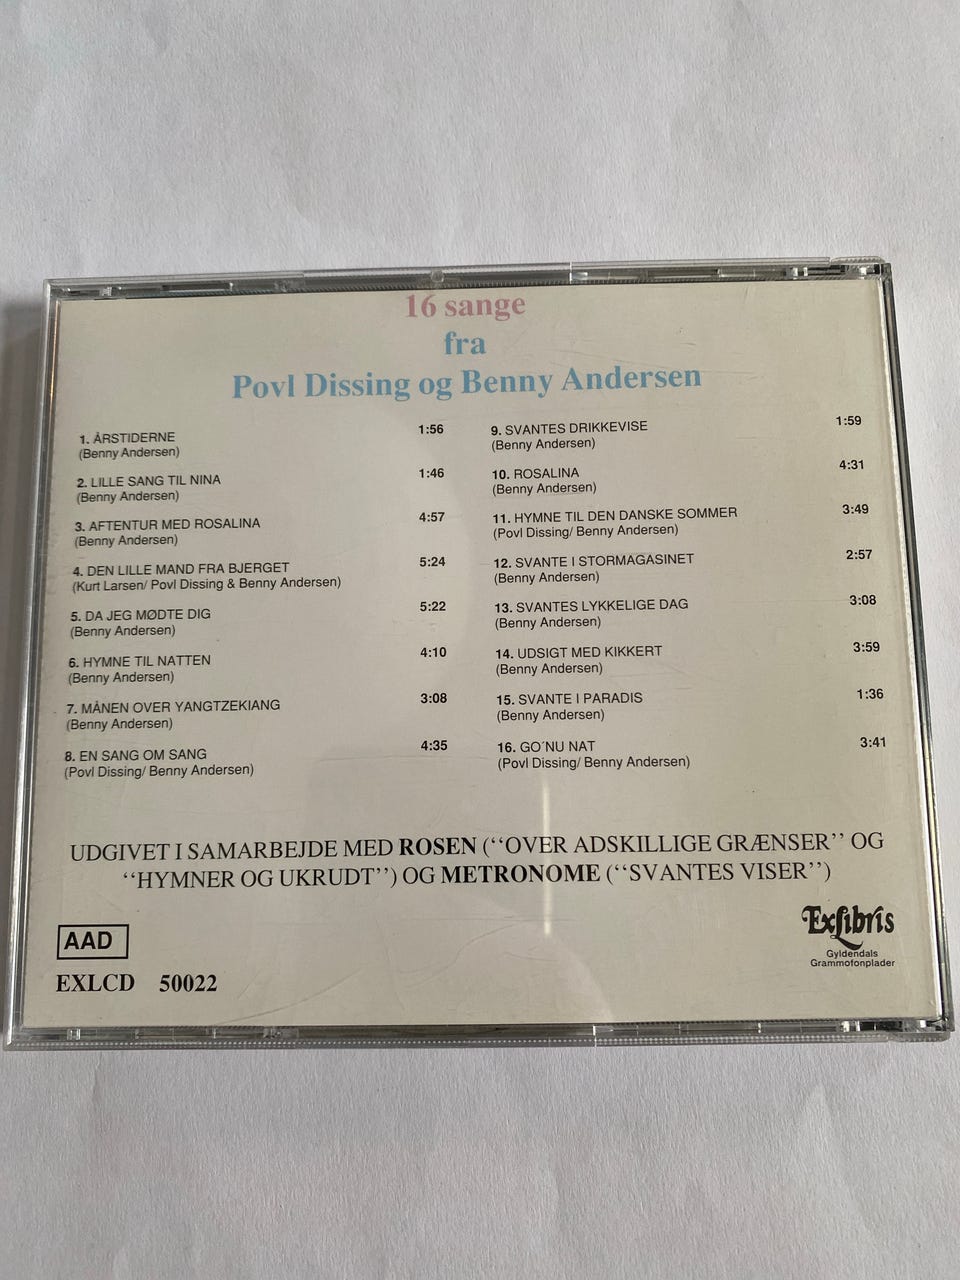 16 sange
fra
Povl Dissing og Benny Andersen
1. ÅRSTIDERNE 1:56
(Benny Andersen)
2. LILLE SANG TIL NINA 1:46
(Benny Andersen)
3. AFTENTUR MED ROSALINA 4:57
(Benny Andersen)
4. DEN LILLE MAND FRA BJERGET 5:24
(Kurt Larsen/ Povl Dissing & Benny Andersen)
5. DA JEG MØDTE DIG 5:22
(Benny Andersen)
6. HYMNE TIL NATTEN 4:10
(Benny Andersen)
7. MÅNEN OVER YANGTZEKIANG 3:08
(Benny Andersen)
8. EN SANG OM SANG 4:35
(Povl Dissing/ Benny Andersen)
9. SVANTES DRIKKEVISE 1:59
(Benny Andersen)
10. ROSALINA 4:31
(Benny Andersen)
11. HYMNE TIL DEN DANSKE SOMMER 3:49
(Povl Dissing/ Benny Andersen)
12. SVANTE I STORMAGASINET 2:57
(Benny Andersen)
13. SVANTES LYKKELIGE DAG 3:08
(Benny Andersen)
14. UDSIGT MED KIKKERT 3:59
(Benny Andersen)
15. SVANTE I PARADIS 1:36
(Benny Andersen)
16. GO´NU NAT 3:41
(Povl Dissing/ Benny Andersen)
UDGIVET I SAMARBEJDE MED ROSEN (‘‘OVER ADSKILLIGE GRÆNSER’’ OG
‘‘HYMNER OG UKRUDT’’) OG METRONOME (‘‘SVANTES VISER’’)
AAD
EXLCD 50022
ExLibris
Gyldendals
Grammofonplader